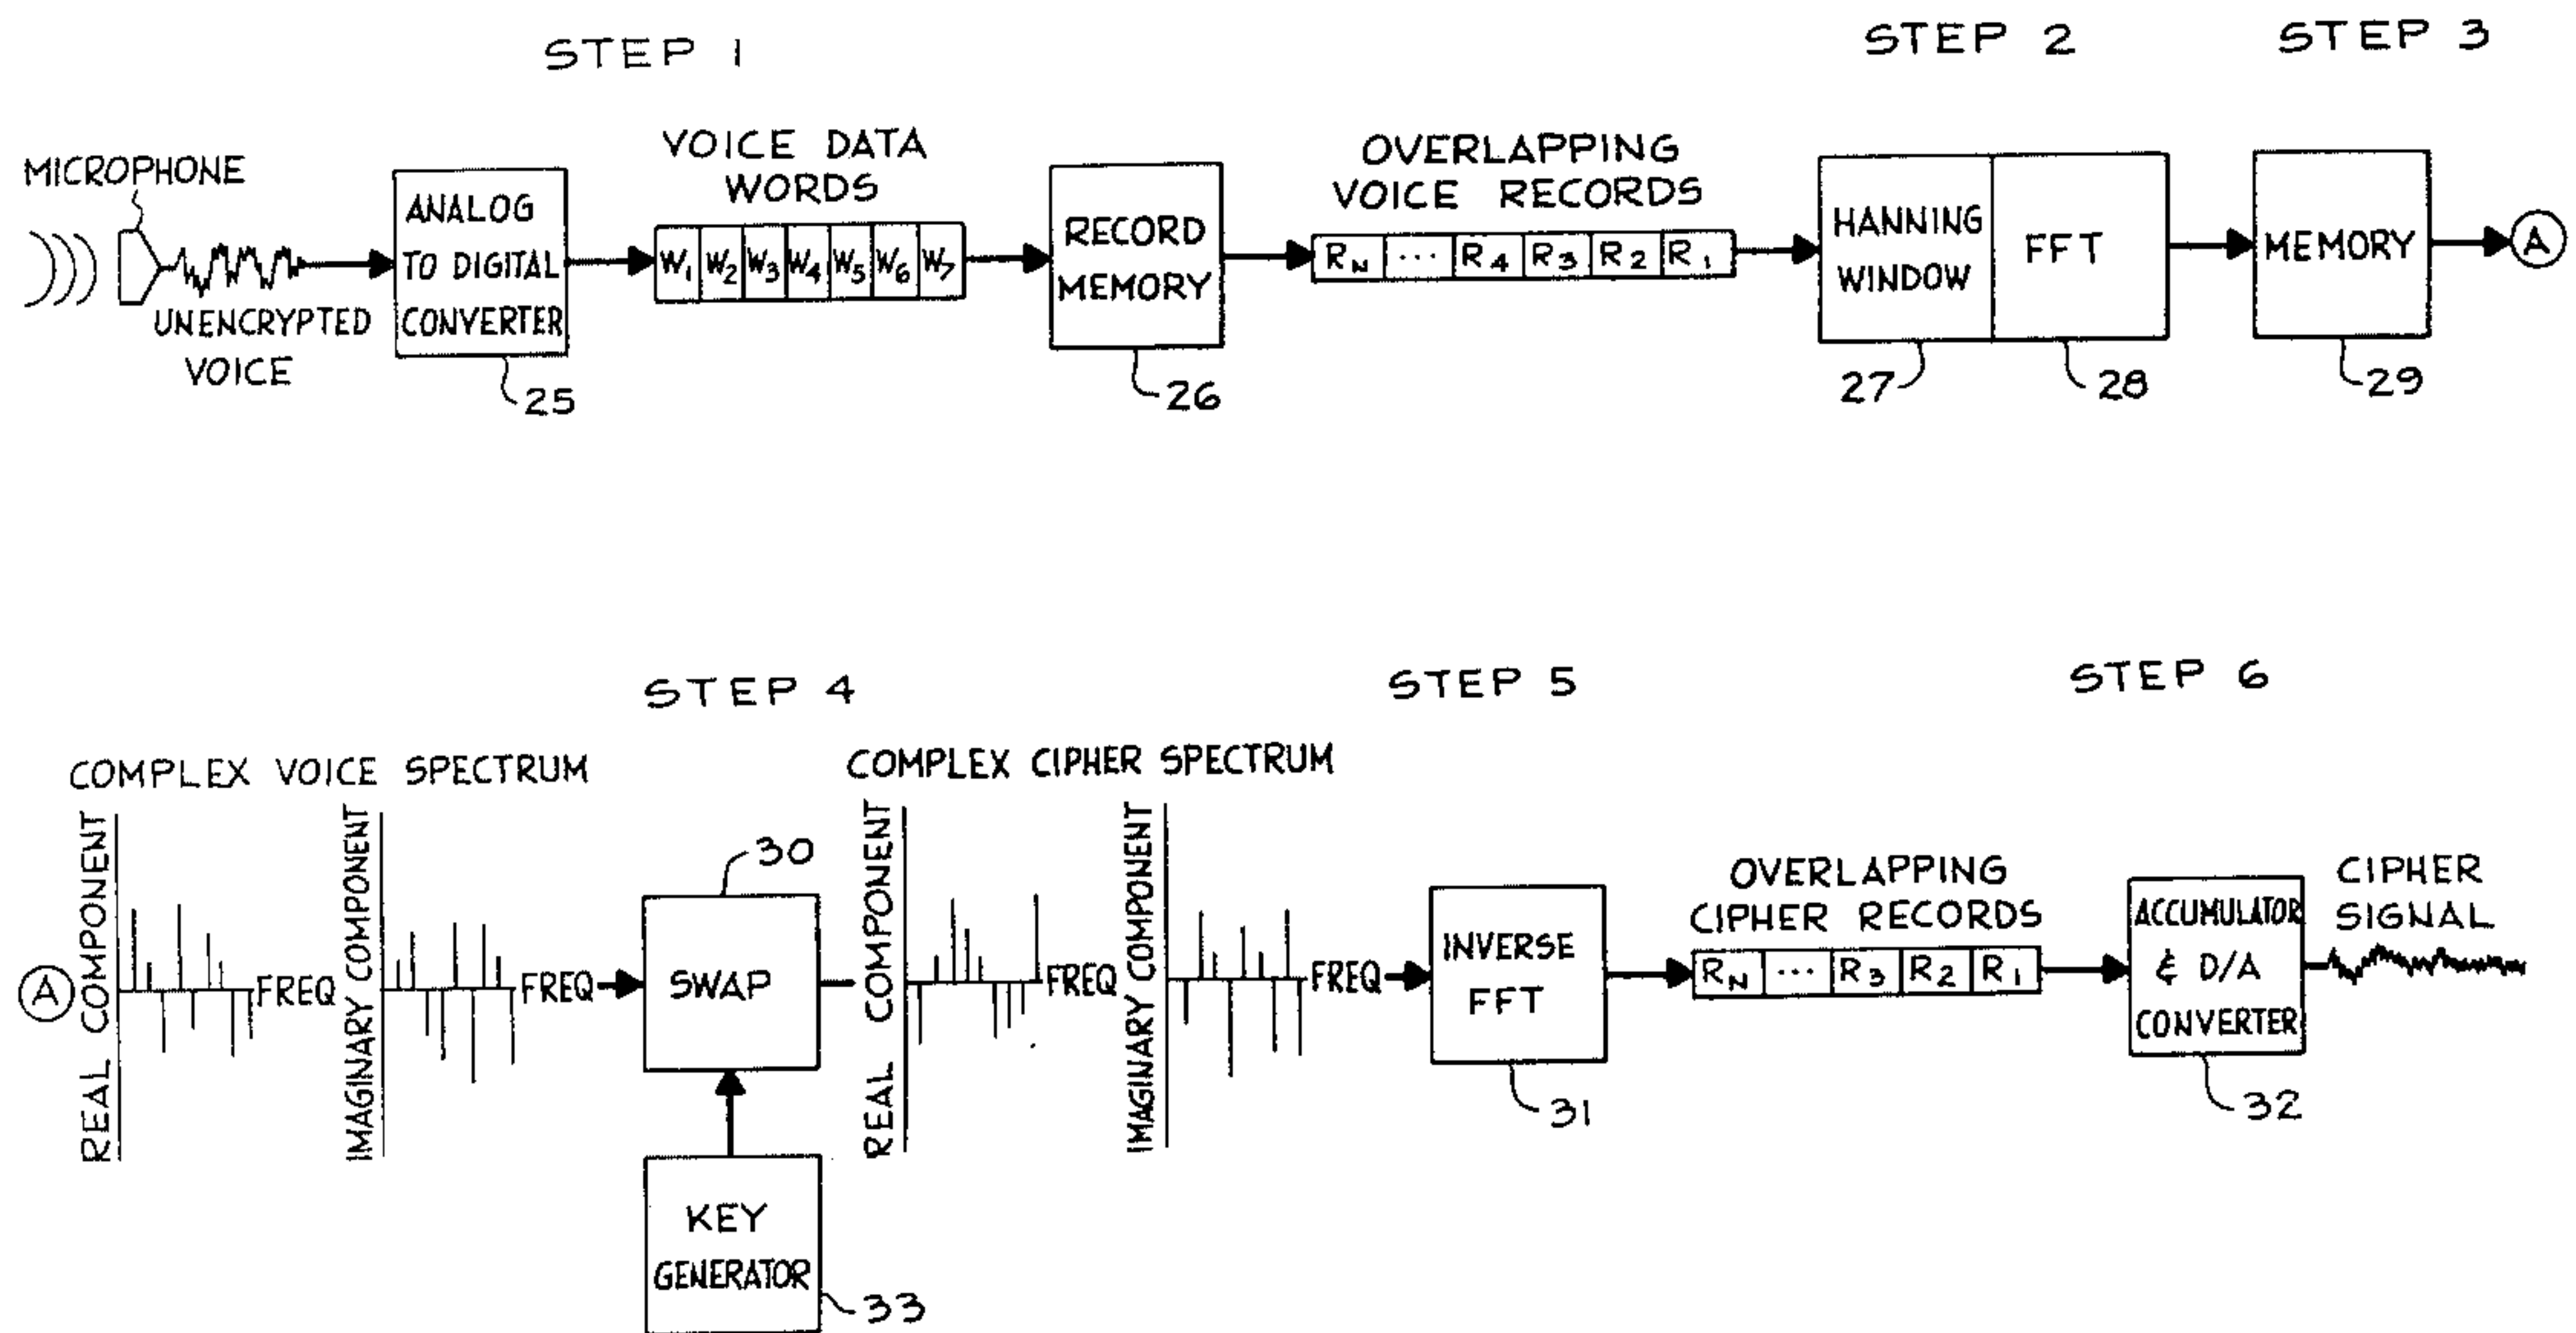 STEP 1
STEP 2
STEP 3
MICROPHONE
UNENCRYPTED
VOICE
ANALOG
TO DIGITAL
CONVERTER
25
VOICE DATA
WORDS
W1 W2 W3 W4 W5 W6 W7
RECORD
MEMORY
26
OVERLAPPING
VOICE RECORDS
RN ... R4 R3 R2 R1
HANNING
WINDOW
27
FFT
28
MEMORY
29
A
STEP 4
STEP 5
STEP 6
COMPLEX VOICE SPECTRUM
A
REAL COMPONENT
FREQ
IMAGINARY COMPONENT
FREQ
30
SWAP
KEY
GENERATOR
33
COMPLEX CIPHER SPECTRUM
REAL COMPONENT
FREQ
IMAGINARY COMPONENT
FREQ
INVERSE
FFT
31
OVERLAPPING
CIPHER RECORDS
RN ... R3 R2 R1
ACCUMULATOR
& D/A
CONVERTER
32
CIPHER
SIGNAL